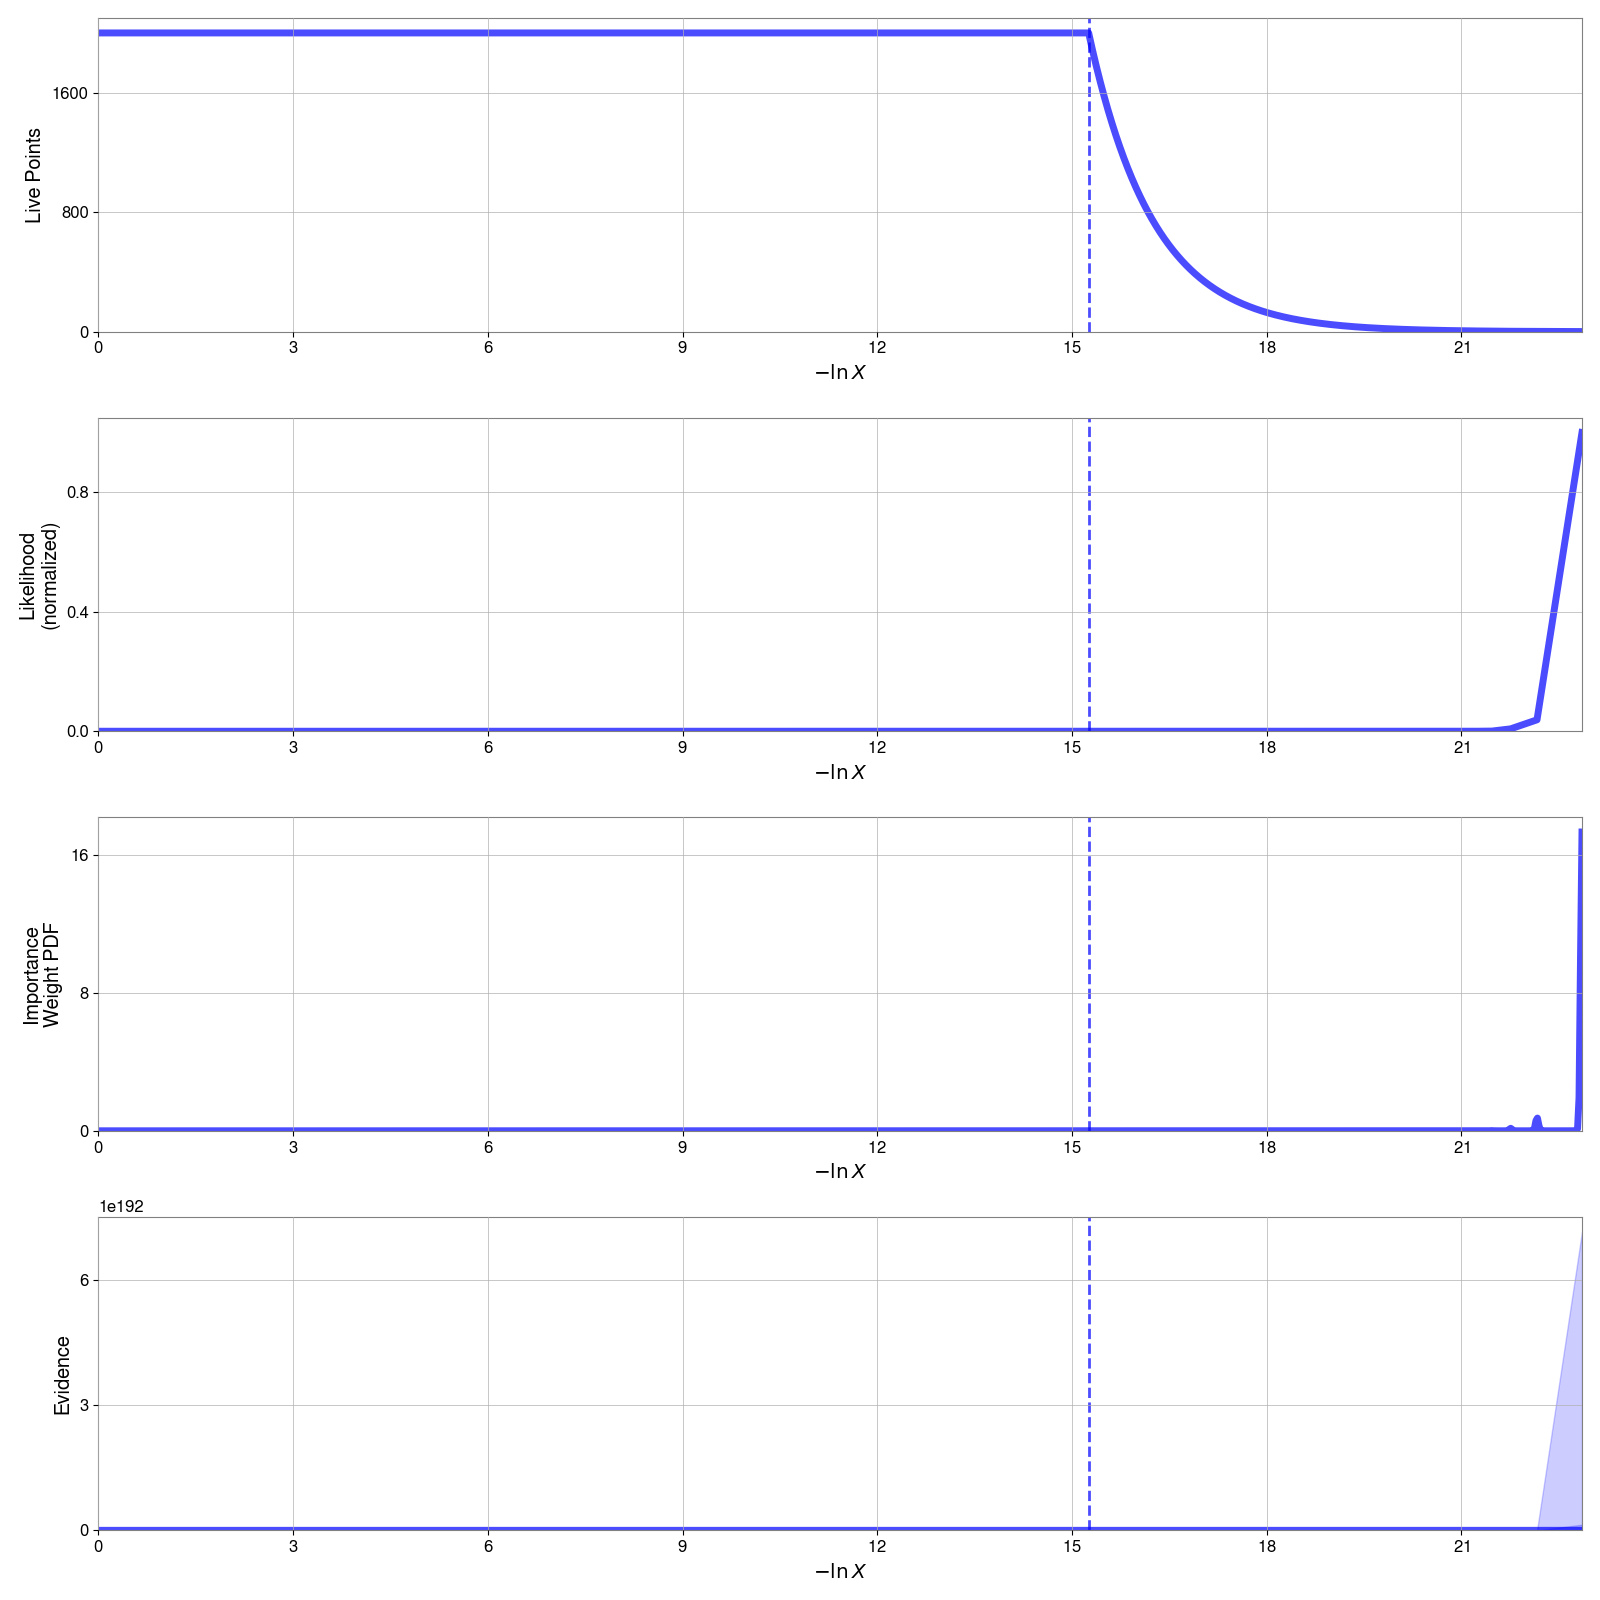 1600
800
0
Live Points
0 3 6 9 12 15 18 21
−ln X
0.8
0.4
0.0
Likelihood
(normalized)
0 3 6 9 12 15 18 21
−ln X
16
8
0
Importance
Weight PDF
0 3 6 9 12 15 18 21
−ln X
1e192
6
3
0
Evidence
0 3 6 9 12 15 18 21
−ln X